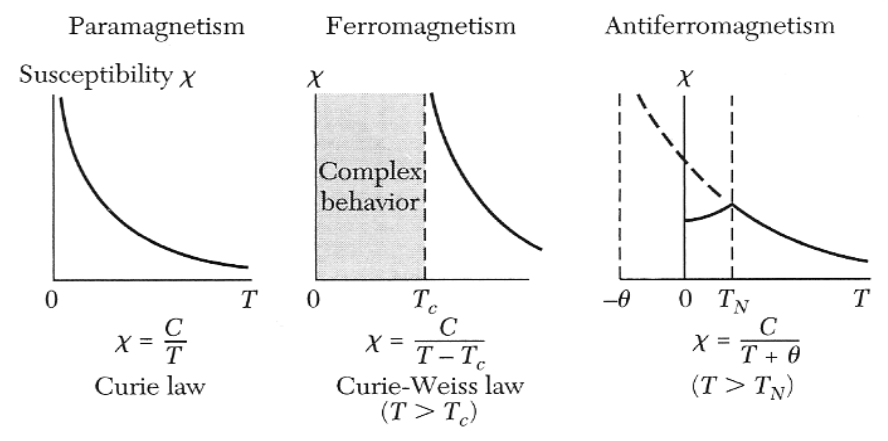 Paramagnetism
Susceptibility χ
0
T
χ = C/T
Curie law
Ferromagnetism
χ
Complex
behavior
0
T_c
χ = C/(T − T_c)
Curie-Weiss law
(T > T_c)
Antiferromagnetism
χ
−θ
0
T_N
T
χ = C/(T + θ)
(T > T_N)